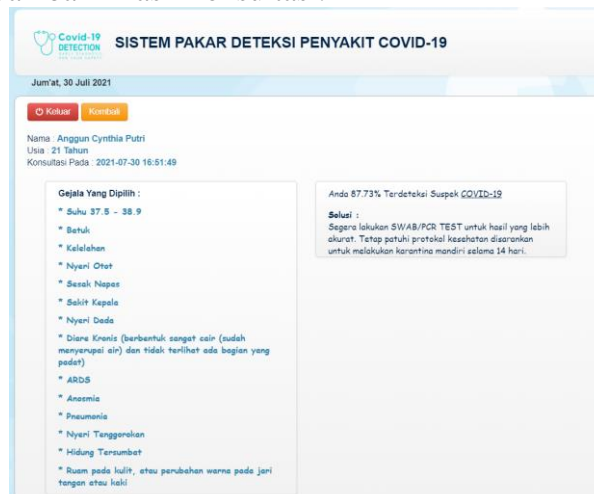 Covid-19
DETECTION
SISTEM PAKAR DETEKSI PENYAKIT COVID-19
Jum'at, 30 Juli 2021
Keluar
Kembali
Nama : Anggun Cynthia Putri
Usia : 21 Tahun
Konsultasi Pada : 2021-07-30 16:51:49
Gejala Yang Dipilih :
* Suhu 37.5 - 38.9
* Batuk
* Kelelahan
* Nyeri Otot
* Sesak Napas
* Sakit Kepala
* Nyeri Dada
* Diare Kronis (berbentuk sangat cair (sudah
menyerupai air) dan tidak terlihat ada bagian yang
padat)
* ARDS
* Anosmia
* Pneumonia
* Nyeri Tenggorokan
* Hidung Tersumbat
* Ruam pada kulit, atau perubahan warna pada jari
tangan atau kaki
Anda 87.73% Terdeteksi Suspek COVID-19
Solusi :
Segera lakukan SWAB/PCR TEST untuk hasil yang lebih
akurat. Tetap patuhi protokol kesehatan disarankan
untuk melakukan karantina mandiri selama 14 hari.